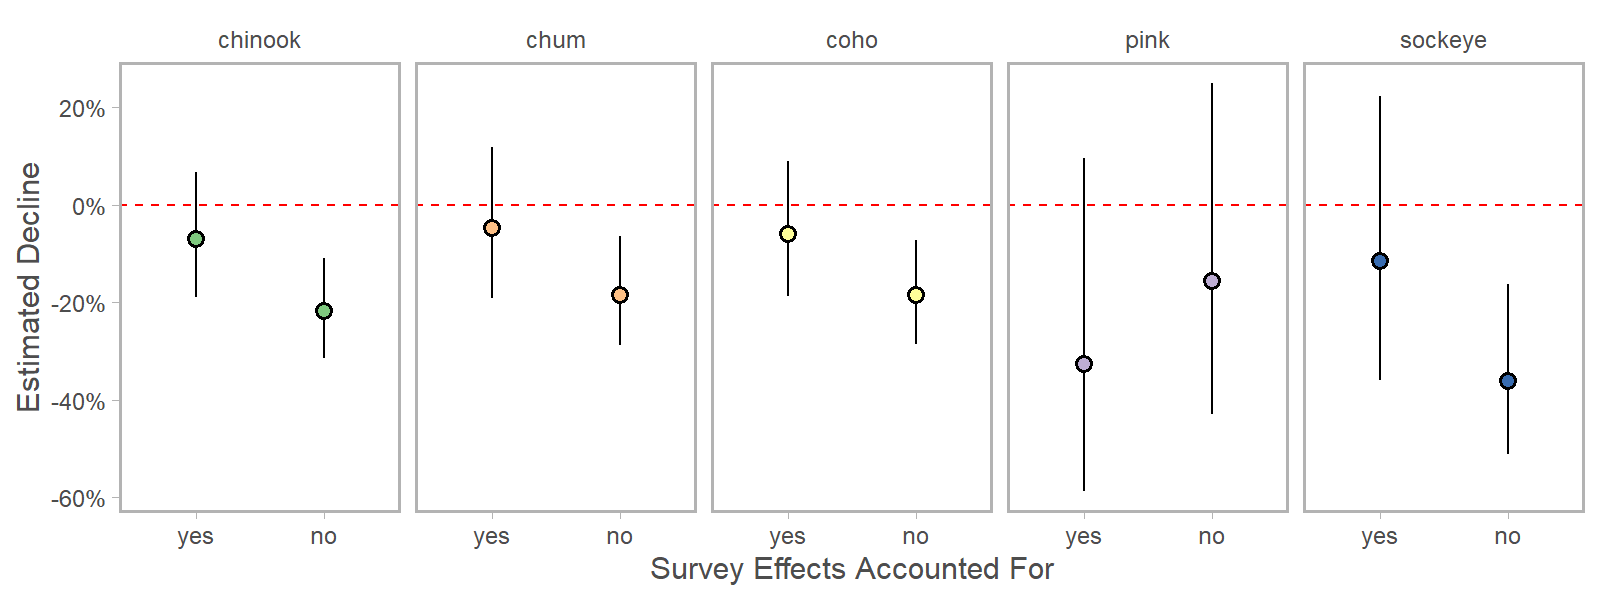 chinook chum coho pink sockeye
Estimated Decline
20%
0%
-20%
-40%
-60%
yes no yes no yes no yes no yes no
Survey Effects Accounted For